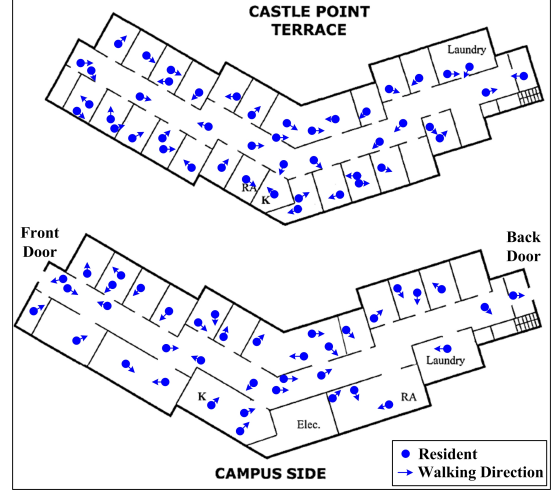 CASTLE POINT
TERRACE
Laundry
RA
K
Front
Door
Back
Door
Laundry
K
RA
Elec.
Resident
Walking Direction
CAMPUS SIDE